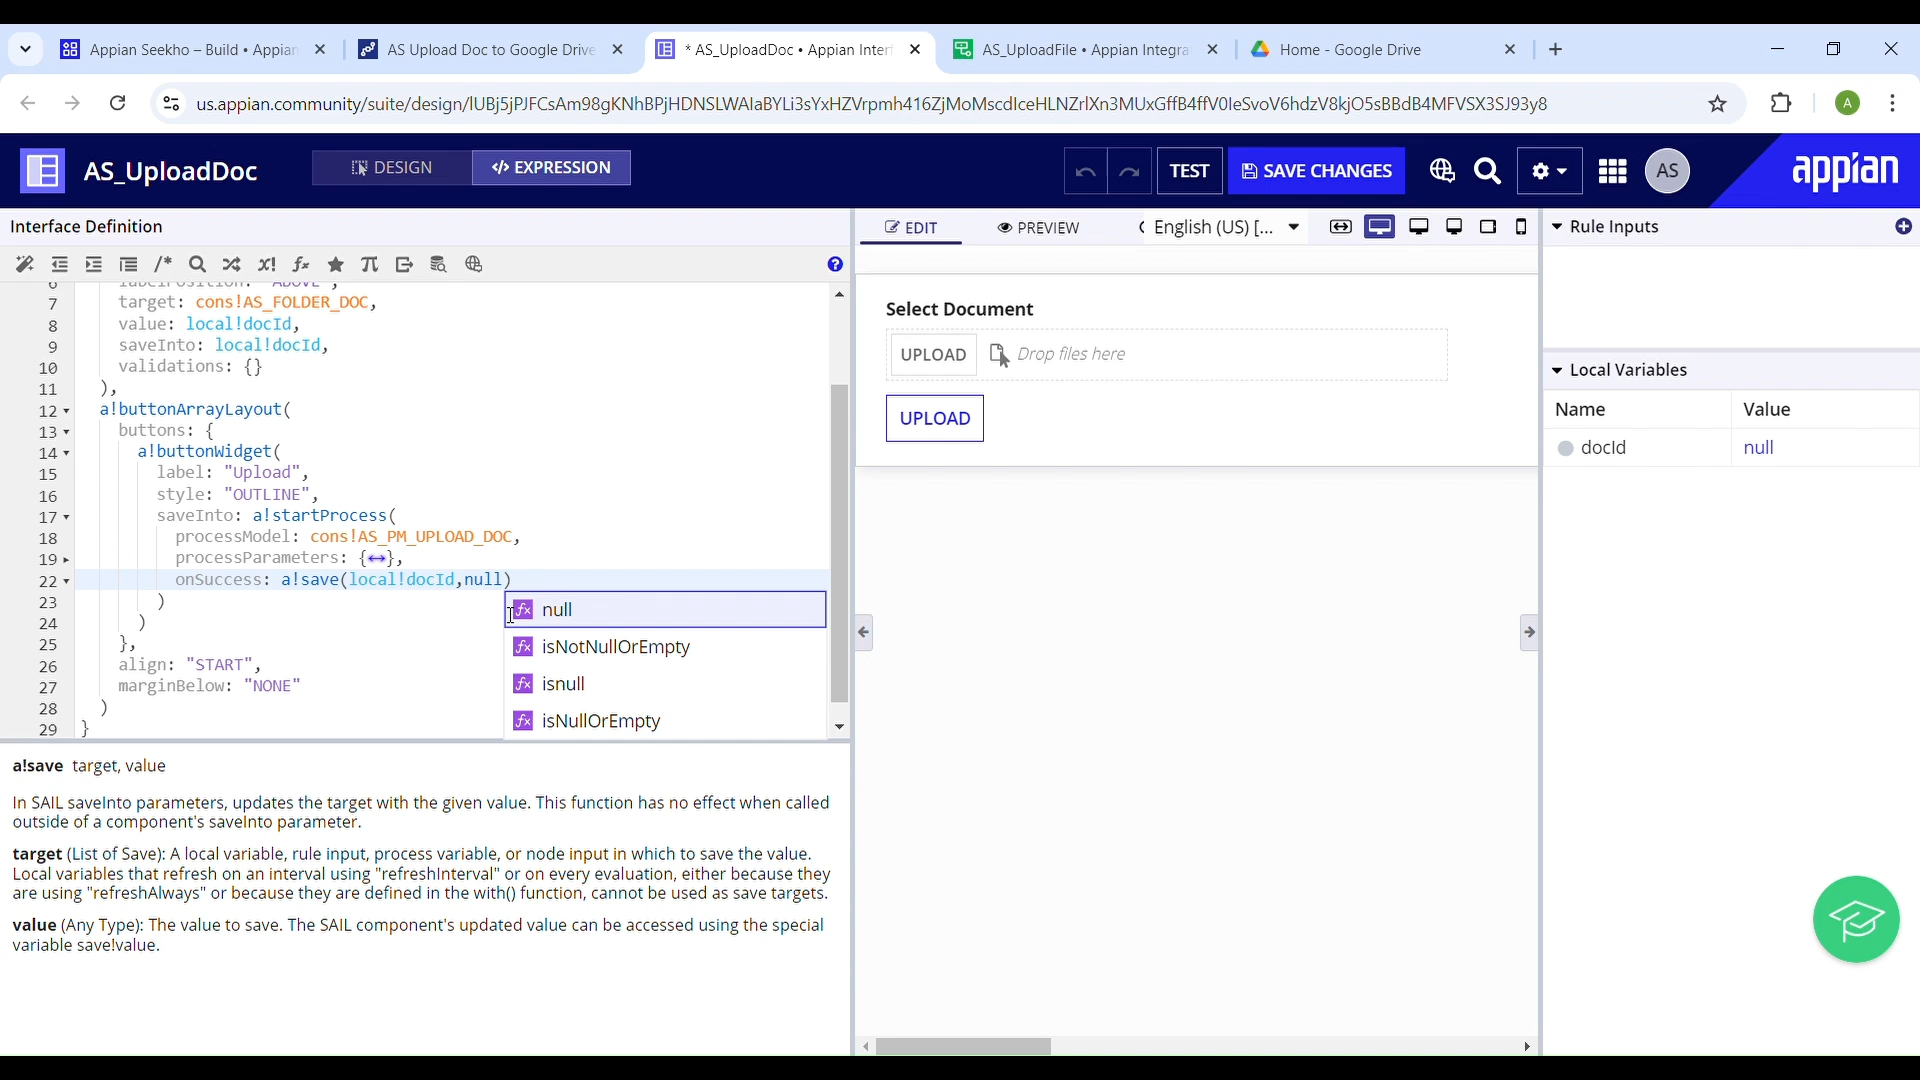 Appian Seekho – Build • Appian
AS Upload Doc to Google Drive
* AS_UploadDoc • Appian Inter
AS_UploadFile • Appian Integra
Home - Google Drive
us.appian.community/suite/design/lUBj5jPJFCsAm98gKNhBPjHDNSLWAIaBYLi3sYxHZVrpmh416ZjMoMscdIceHLNZrlXn3MUxGffB4ffV0IeSvoV6hdzV8kjO5sBBdB4MFVSX3SJ93y8
A
AS_UploadDoc
DESIGN
</> EXPRESSION
TEST
SAVE CHANGES
AS
appian
Interface Definition
EDIT
PREVIEW
English (US) [...
Rule Inputs
6 labelPosition: "ABOVE",
7 target: cons!AS_FOLDER_DOC,
8 value: local!docId,
9 saveInto: local!docId,
10 validations: {}
11 ),
12 a!buttonArrayLayout(
13 buttons: {
14 a!buttonWidget(
15 label: "Upload",
16 style: "OUTLINE",
17 saveInto: a!startProcess(
18 processModel: cons!AS_PM_UPLOAD_DOC,
19 processParameters: {↔},
22 onSuccess: a!save(local!docId,null)
23 )
24 )
25 },
26 align: "START",
27 marginBelow: "NONE"
28 )
29 }
fx null
fx isNotNullOrEmpty
fx isnull
fx isNullOrEmpty
Select Document
UPLOAD
Drop files here
UPLOAD
Local Variables
Name Value
docId null
a!save target, value
In SAIL saveInto parameters, updates the target with the given value. This function has no effect when called
outside of a component's saveInto parameter.
target (List of Save): A local variable, rule input, process variable, or node input in which to save the value.
Local variables that refresh on an interval using "refreshInterval" or on every evaluation, either because they
are using "refreshAlways" or because they are defined in the with() function, cannot be used as save targets.
value (Any Type): The value to save. The SAIL component's updated value can be accessed using the special
variable save!value.